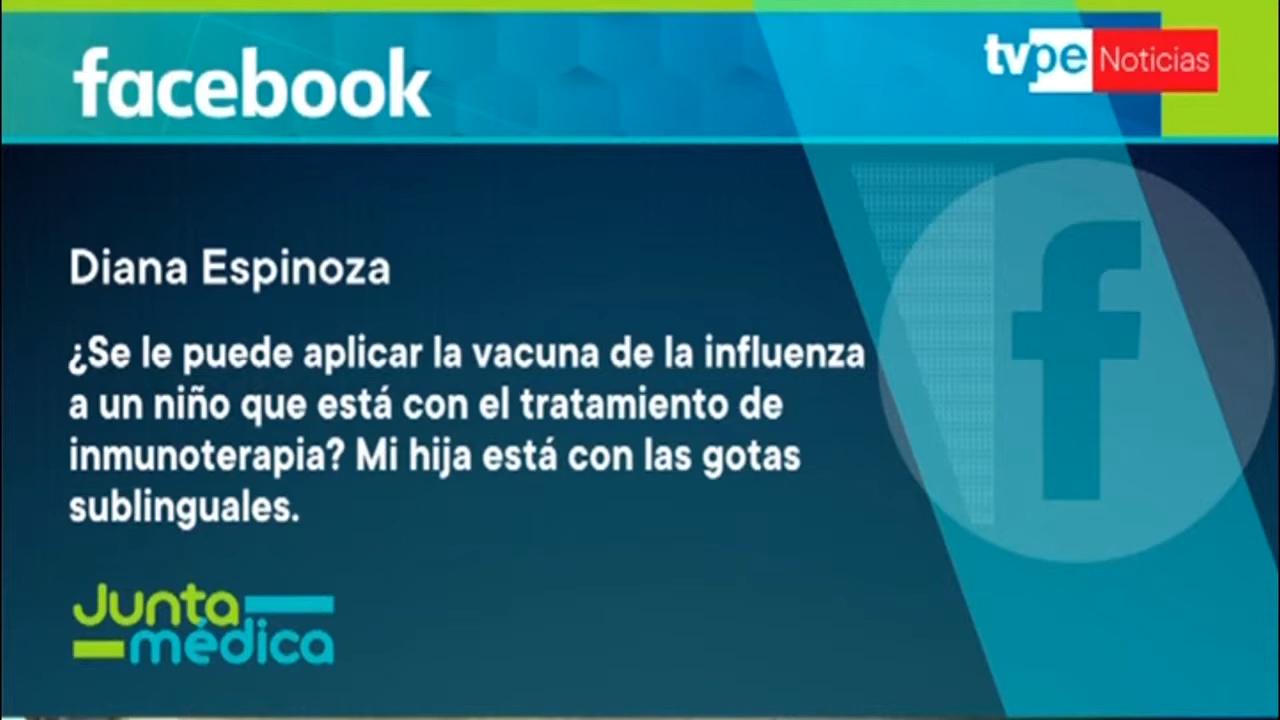 facebook
tvpe Noticias
Diana Espinoza
¿Se le puede aplicar la vacuna de la influenza
a un niño que está con el tratamiento de
inmunoterapia? Mi hija está con las gotas
sublinguales.
f
Junta
médica